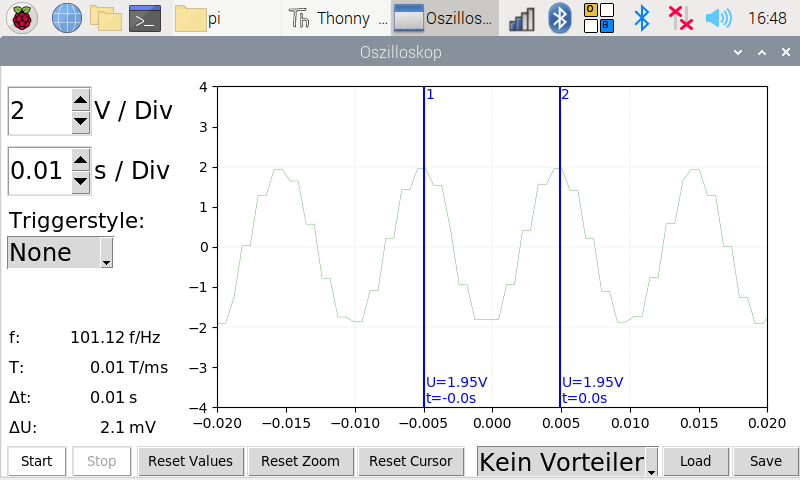 pi
Thonny ...
Oszillos...
16:48
Oszilloskop
2 V / Div
0.01 s / Div
Triggerstyle:
None
f: 101.12 f/Hz
T: 0.01 T/ms
Δt: 0.01 s
ΔU: 2.1 mV
4
3
2
1
0
−1
−2
−3
−4
1
2
U=1.95V
t=-0.0s
U=1.95V
t=0.0s
−0.020 −0.015 −0.010 −0.005 0.000 0.005 0.010 0.015 0.020
Start Stop Reset Values Reset Zoom Reset Cursor Kein Vorteiler Load Save